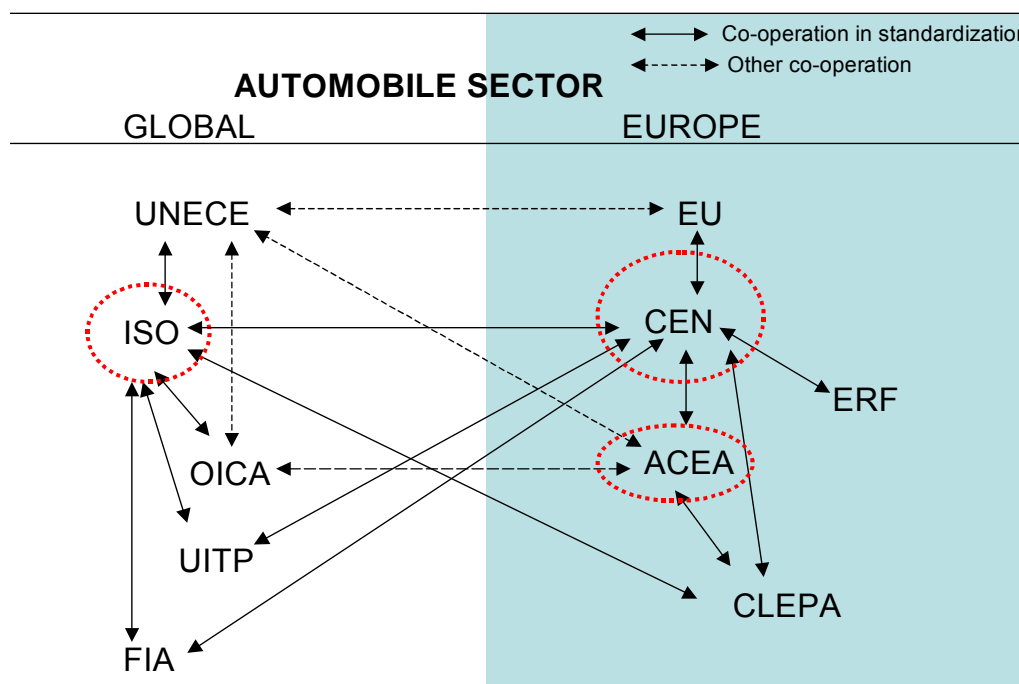 Co-operation in standardization
Other co-operation
AUTOMOBILE SECTOR
GLOBAL EUROPE
UNECE EU
ISO CEN
ERF
OICA ACEA
UITP
CLEPA
FIA